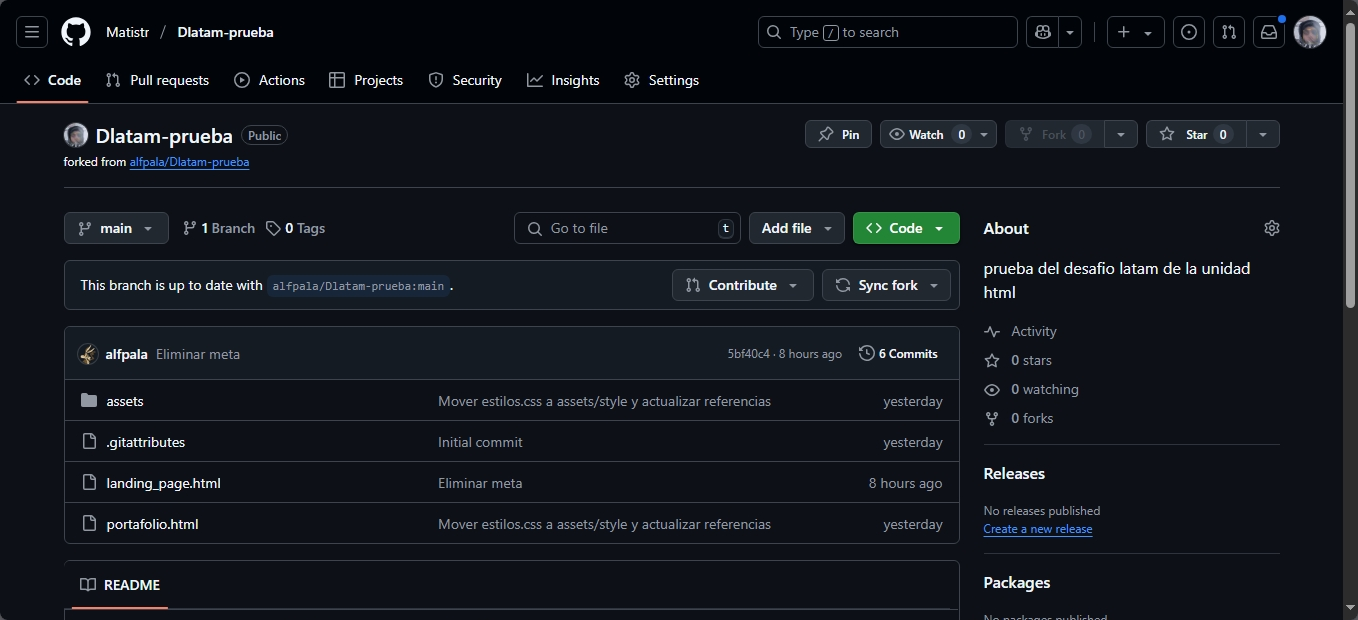 Matistr / Dlatam-prueba Type / to search
Code Pull requests Actions Projects Security Insights Settings
Dlatam-prueba Public Pin Watch 0 Fork 0 Star 0
forked from alfpala/Dlatam-prueba
main 1 Branch 0 Tags Go to file t Add file Code About
prueba del desafio latam de la unidad
html
This branch is up to date with alfpala/Dlatam-prueba:main . Contribute Sync fork
Activity
alfpala Eliminar meta 5bf40c4 · 8 hours ago 6 Commits
0 stars
0 watching
0 forks
assets Mover estilos.css a assets/style y actualizar referencias yesterday
.gitattributes Initial commit yesterday
landing_page.html Eliminar meta 8 hours ago
portafolio.html Mover estilos.css a assets/style y actualizar referencias yesterday
Releases
No releases published
Create a new release
README
Packages
No packages published